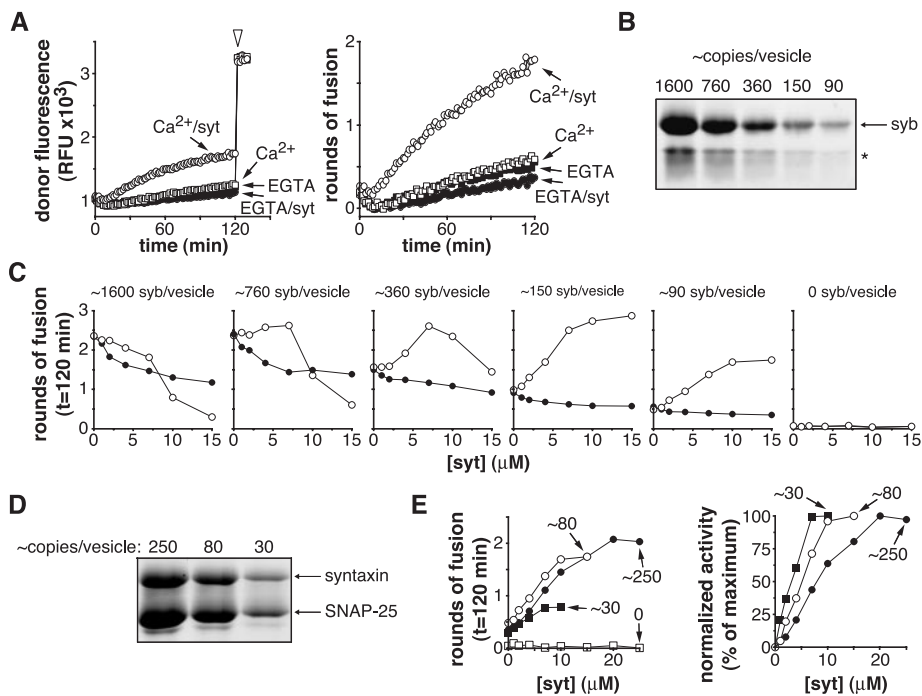 A
donor fluorescence
(RFU x10³)
3
2
1
0
60
120
time (min)
Ca²⁺/syt
Ca²⁺
EGTA
EGTA/syt
rounds of fusion
2
1
0
0
60
120
time (min)
Ca²⁺/syt
Ca²⁺
EGTA
EGTA/syt
B
~copies/vesicle
1600 760 360 150 90
syb
*
C
~1600 syb/vesicle
~760 syb/vesicle
~360 syb/vesicle
~150 syb/vesicle
~90 syb/vesicle
0 syb/vesicle
rounds of fusion
(t=120 min)
3
2
1
0
0 5 10 15
0 5 10 15
0 5 10 15
0 5 10 15
0 5 10 15
0 5 10 15
[syt] (μM)
D
~copies/vesicle: 250 80 30
syntaxin
SNAP-25
E
rounds of fusion
(t=120 min)
2
1
0
0 10 20
[syt] (μM)
~80
~250
~30
0
normalized activity
(% of maximum)
100
75
50
25
0
0 10 20
[syt] (μM)
~30
~80
~250